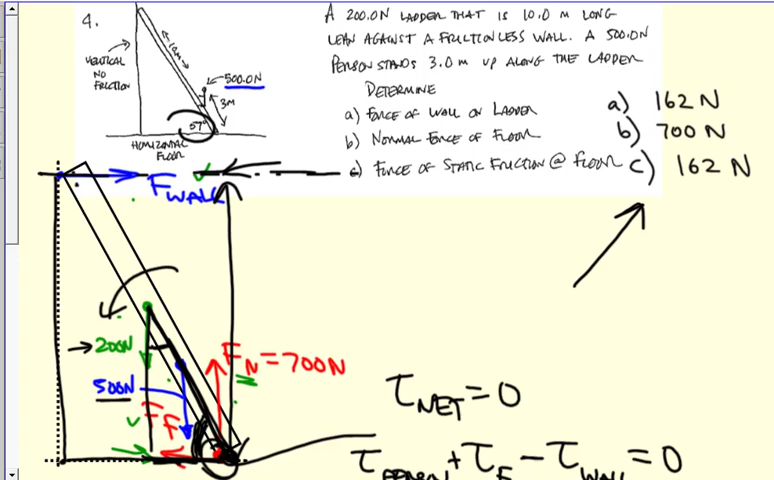 4.
A 200.0N LADDER THAT IS 10.0 m LONG
LEAN AGAINST A FRICTIONLESS WALL. A 500.0N
PERSON STANDS 3.0 m UP ALONG THE LADDER
DETERMINE
a) FORCE OF WALL ON LADDER
b) NORMAL FORCE OF FLOOR
c) FORCE OF STATIC FRICTION @ FLOOR
a) 162 N
b) 700 N
c) 162 N
VERTICAL
NO
FRICTION
10m
500.0N
3M
57°
HORIZONTAL
FLOOR
F WALL
200N
500N
FN = 700N
FF
τNET = 0
τPERSON + τF - τWALL = 0